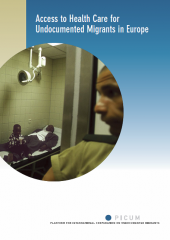 Access to Health Care for
Undocumented Migrants in Europe
PICUM
PLATFORM FOR INTERNATIONAL COOPERATION ON UNDOCUMENTED MIGRANTS